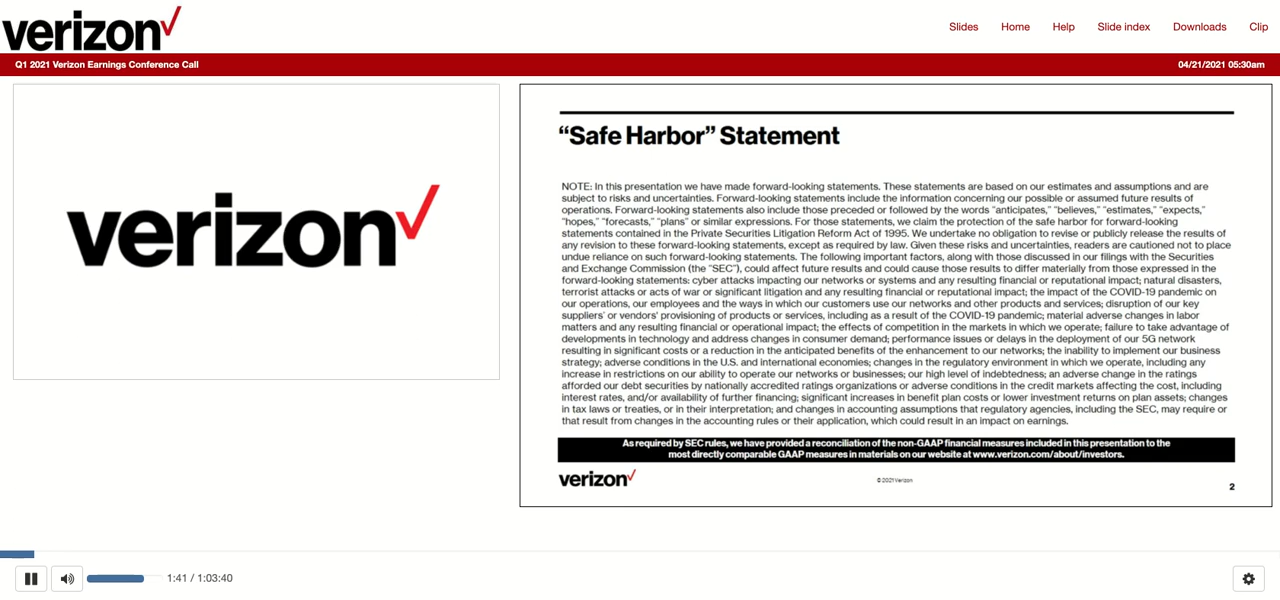 verizon
Slides Home Help Slide index Downloads Clip
Q1 2021 Verizon Earnings Conference Call
04/21/2021 05:30am
verizon
“Safe Harbor” Statement
NOTE: In this presentation we have made forward-looking statements. These statements are based on our estimates and assumptions and are
subject to risks and uncertainties. Forward-looking statements include the information concerning our possible or assumed future results of
operations. Forward-looking statements also include those preceded or followed by the words “anticipates,” “believes,” “estimates,” “expects,”
“hopes,” “forecasts,” “plans” or similar expressions. For those statements, we claim the protection of the safe harbor for forward-looking
statements contained in the Private Securities Litigation Reform Act of 1995. We undertake no obligation to revise or publicly release the results of
any revision to these forward-looking statements, except as required by law. Given these risks and uncertainties, readers are cautioned not to place
undue reliance on such forward-looking statements. The following important factors, along with those discussed in our filings with the Securities
and Exchange Commission (the “SEC”), could affect future results and could cause those results to differ materially from those expressed in the
forward-looking statements: cyber attacks impacting our networks or systems and any resulting financial or reputational impact; natural disasters,
terrorist attacks or acts of war or significant litigation and any resulting financial or reputational impact; the impact of the COVID-19 pandemic on
our operations, our employees and the ways in which our customers use our networks and other products and services; disruption of our key
suppliers’ or vendors’ provisioning of products or services, including as a result of the COVID-19 pandemic; material adverse changes in labor
matters and any resulting financial or operational impact; the effects of competition in the markets in which we operate; failure to take advantage of
developments in technology and address changes in consumer demand; performance issues or delays in the deployment of our 5G network
resulting in significant costs or a reduction in the anticipated benefits of the enhancement to our networks; the inability to implement our business
strategy; adverse conditions in the U.S. and international economies; changes in the regulatory environment in which we operate, including any
increase in restrictions on our ability to operate our networks or businesses; our high level of indebtedness; an adverse change in the ratings
afforded our debt securities by nationally accredited ratings organizations or adverse conditions in the credit markets affecting the cost, including
interest rates, and/or availability of further financing; significant increases in benefit plan costs or lower investment returns on plan assets; changes
in tax laws or treaties, or in their interpretation; and changes in accounting assumptions that regulatory agencies, including the SEC, may require or
that result from changes in the accounting rules or their application, which could result in an impact on earnings.
As required by SEC rules, we have provided a reconciliation of the non-GAAP financial measures included in this presentation to the
most directly comparable GAAP measures in materials on our website at www.verizon.com/about/investors.
verizon
© 2021 Verizon
2
1:41 / 1:03:40